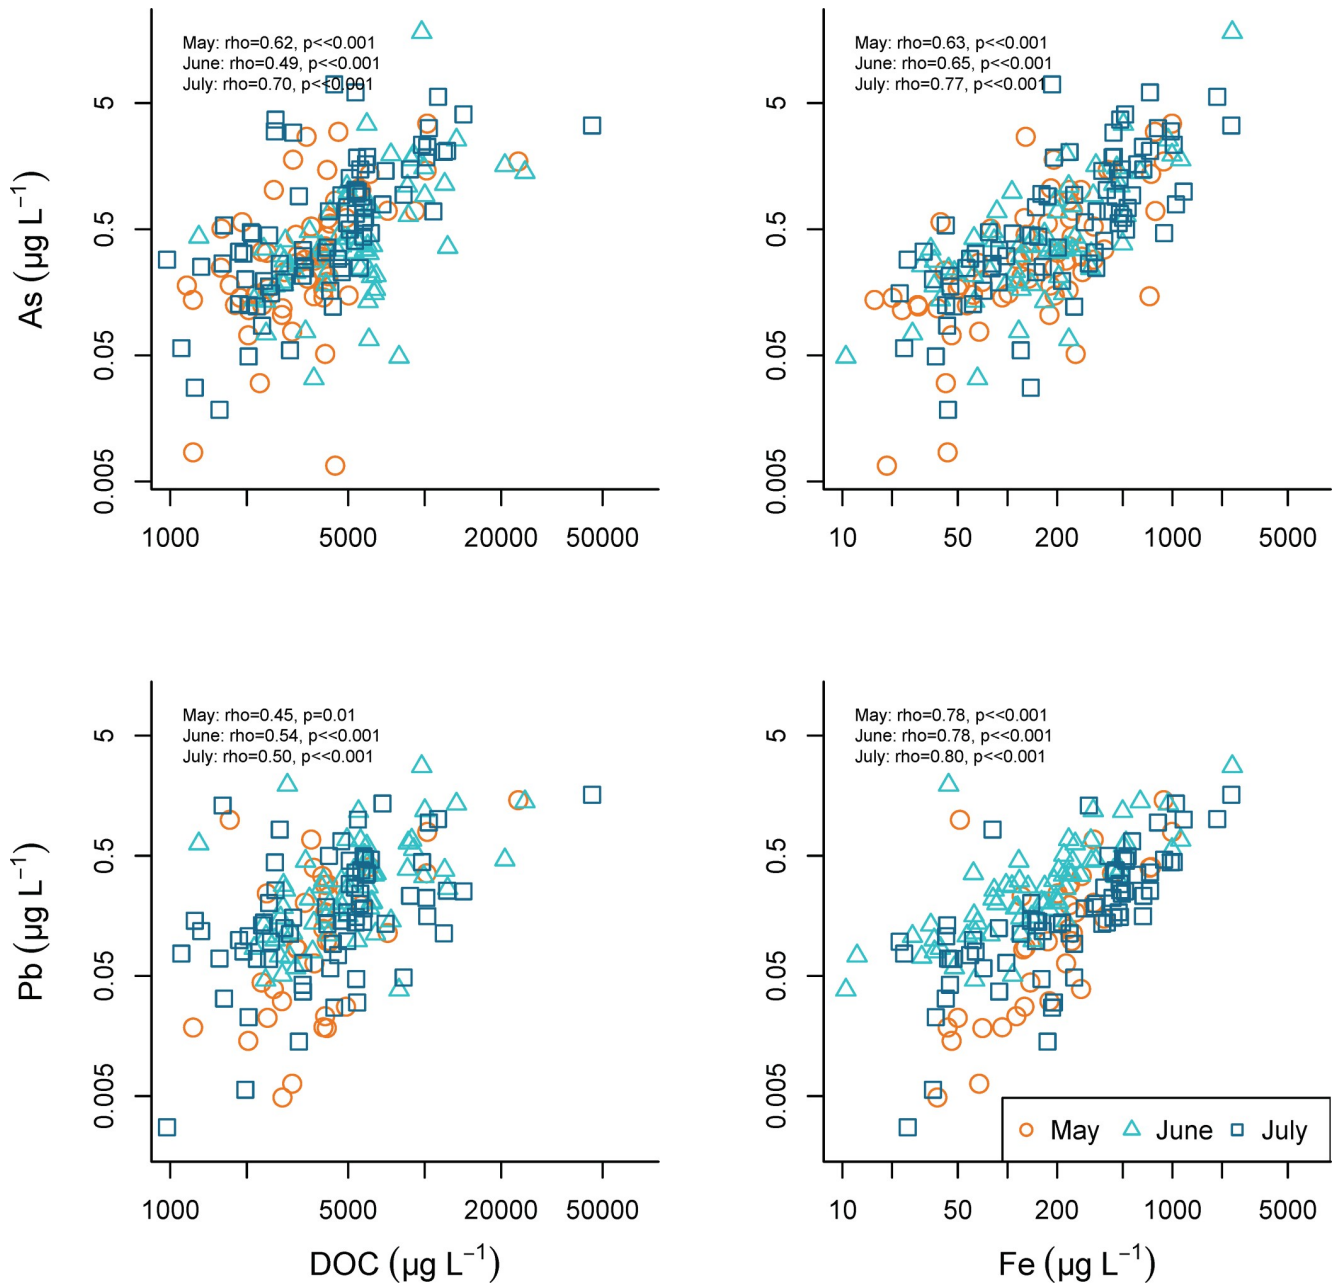 May: rho=0.62, p<<0.001
June: rho=0.49, p<<0.001
July: rho=0.70, p<<0.001
As (µg L⁻¹)
5
0.5
0.05
0.005
1000 5000 20000 50000
May: rho=0.63, p<<0.001
June: rho=0.65, p<<0.001
July: rho=0.77, p<<0.001
5
0.5
0.05
0.005
10 50 200 1000 5000
May: rho=0.45, p=0.01
June: rho=0.54, p<<0.001
July: rho=0.50, p<<0.001
Pb (µg L⁻¹)
5
0.5
0.05
0.005
1000 5000 20000 50000
DOC (µg L⁻¹)
May: rho=0.78, p<<0.001
June: rho=0.78, p<<0.001
July: rho=0.80, p<<0.001
5
0.5
0.05
0.005
May June July
10 50 200 1000 5000
Fe (µg L⁻¹)